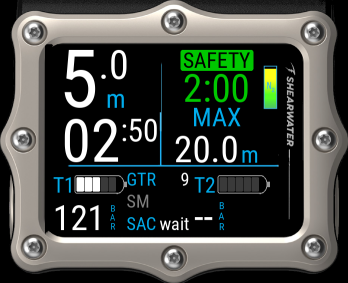 5.0 m
02:50
SAFETY
2:00
MAX
20.0 m
SHEARWATER
T1 GTR 9 T2
SM
121 BAR SAC wait -- BAR